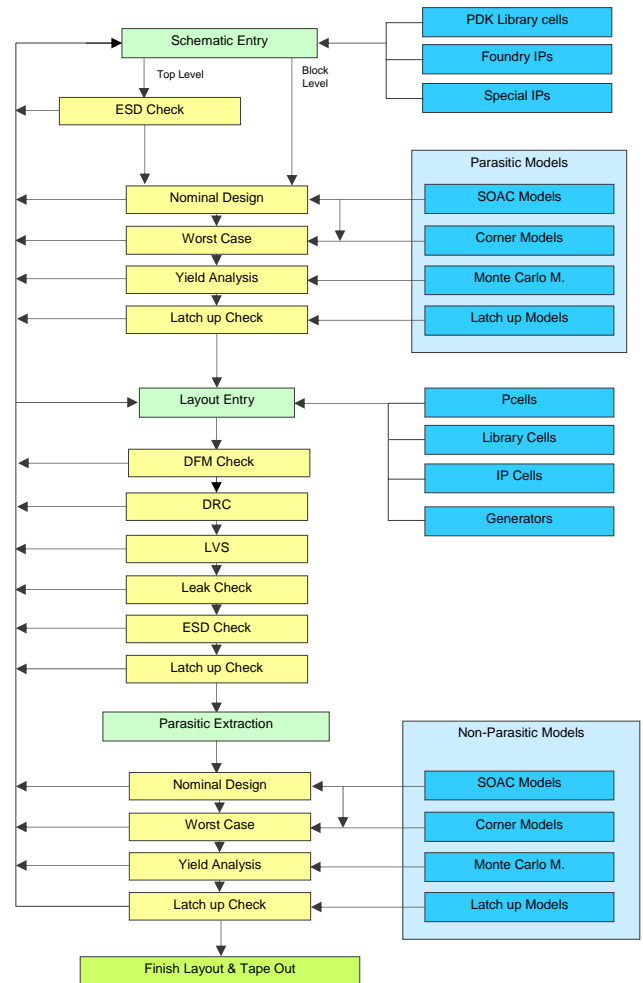 PDK Library cells
Schematic Entry
Foundry IPs
Top Level
Block
Level
Special IPs
ESD Check
Parasitic Models
Nominal Design
SOAC Models
Worst Case
Corner Models
Yield Analysis
Monte Carlo M.
Latch up Check
Latch up Models
Layout Entry
Pcells
Library Cells
DFM Check
IP Cells
DRC
Generators
LVS
Leak Check
ESD Check
Latch up Check
Parasitic Extraction
Non-Parasitic Models
Nominal Design
SOAC Models
Worst Case
Corner Models
Yield Analysis
Monte Carlo M.
Latch up Check
Latch up Models
Finish Layout & Tape Out